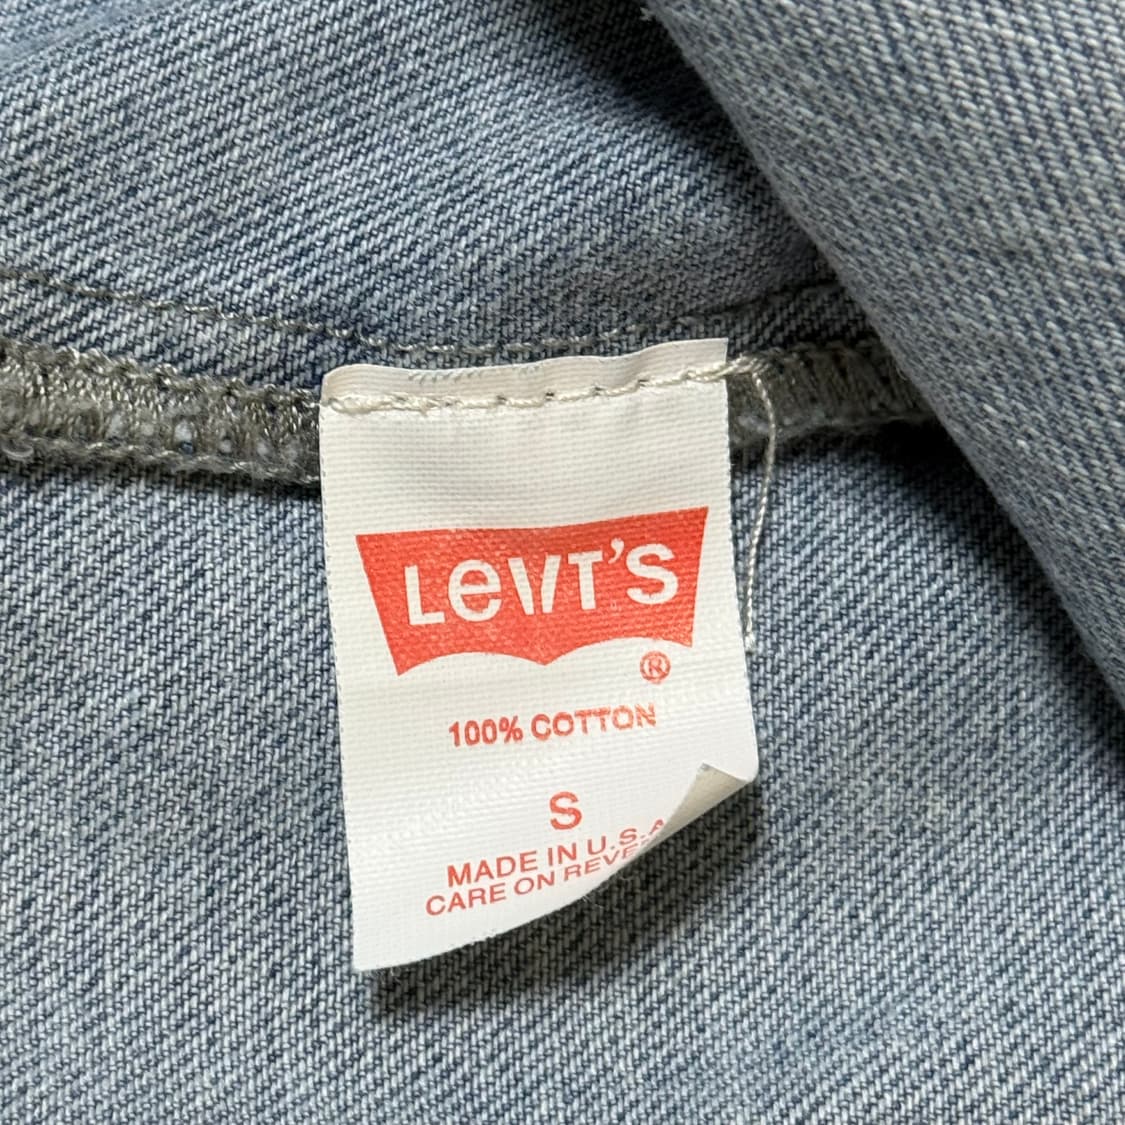 LeVI'S
®
100% COTTON
S
MADE IN U.S.A
CARE ON REVE